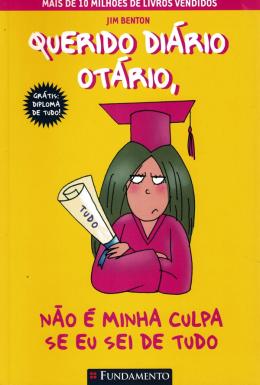 MAIS DE 10 MILHÕES DE LIVROS VENDIDOS
JIM BENTON
QUERIDO DIÁRIO
OTÁRIO,
GRÁTIS:
DIPLOMA
DE TUDO!
TUDO
NÃO É MINHA CULPA
SE EU SEI DE TUDO
FUNDAMENTO